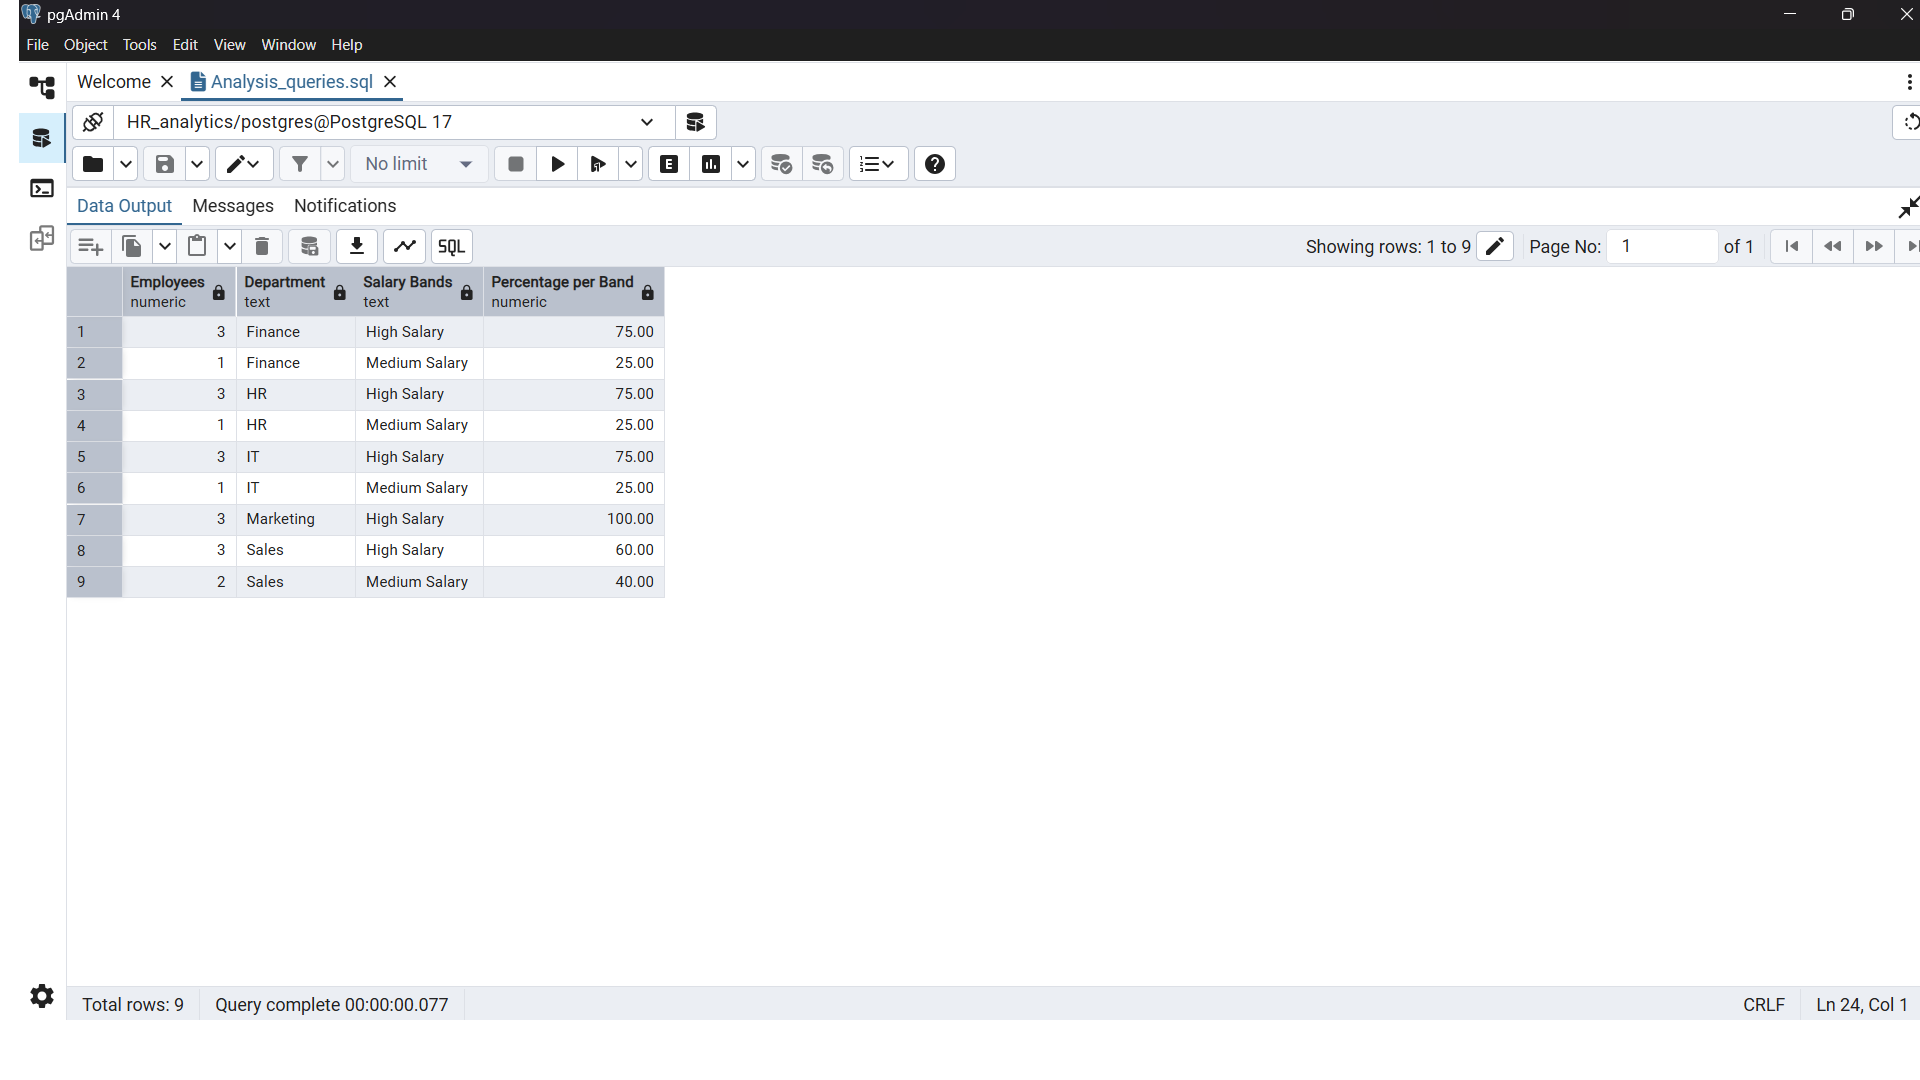 pgAdmin 4
File Object Tools Edit View Window Help
Welcome Analysis_queries.sql
HR_analytics/postgres@PostgreSQL 17
No limit E
Data Output Messages Notifications
SQL Showing rows: 1 to 9 Page No: 1 of 1
Employees Department Salary Bands Percentage per Band
numeric text text numeric
1 3 Finance High Salary 75.00
2 1 Finance Medium Salary 25.00
3 3 HR High Salary 75.00
4 1 HR Medium Salary 25.00
5 3 IT High Salary 75.00
6 1 IT Medium Salary 25.00
7 3 Marketing High Salary 100.00
8 3 Sales High Salary 60.00
9 2 Sales Medium Salary 40.00
Total rows: 9 Query complete 00:00:00.077 CRLF Ln 24, Col 1